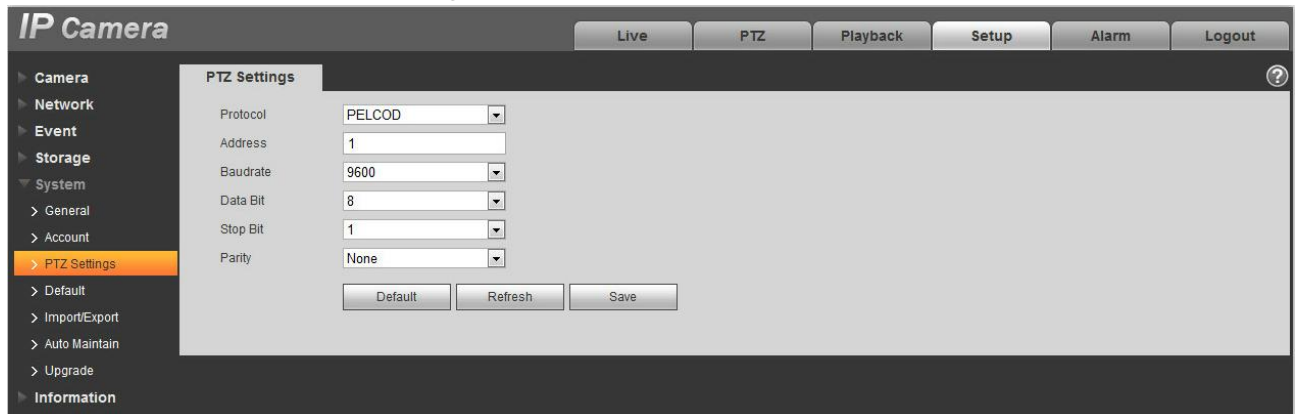 IP Camera
Live PTZ Playback Setup Alarm Logout
Camera
Network
Event
Storage
System
> General
> Account
> PTZ Settings
> Default
> Import/Export
> Auto Maintain
> Upgrade
Information
PTZ Settings
?
Protocol PELCOD
Address 1
Baudrate 9600
Data Bit 8
Stop Bit 1
Parity None
Default Refresh Save